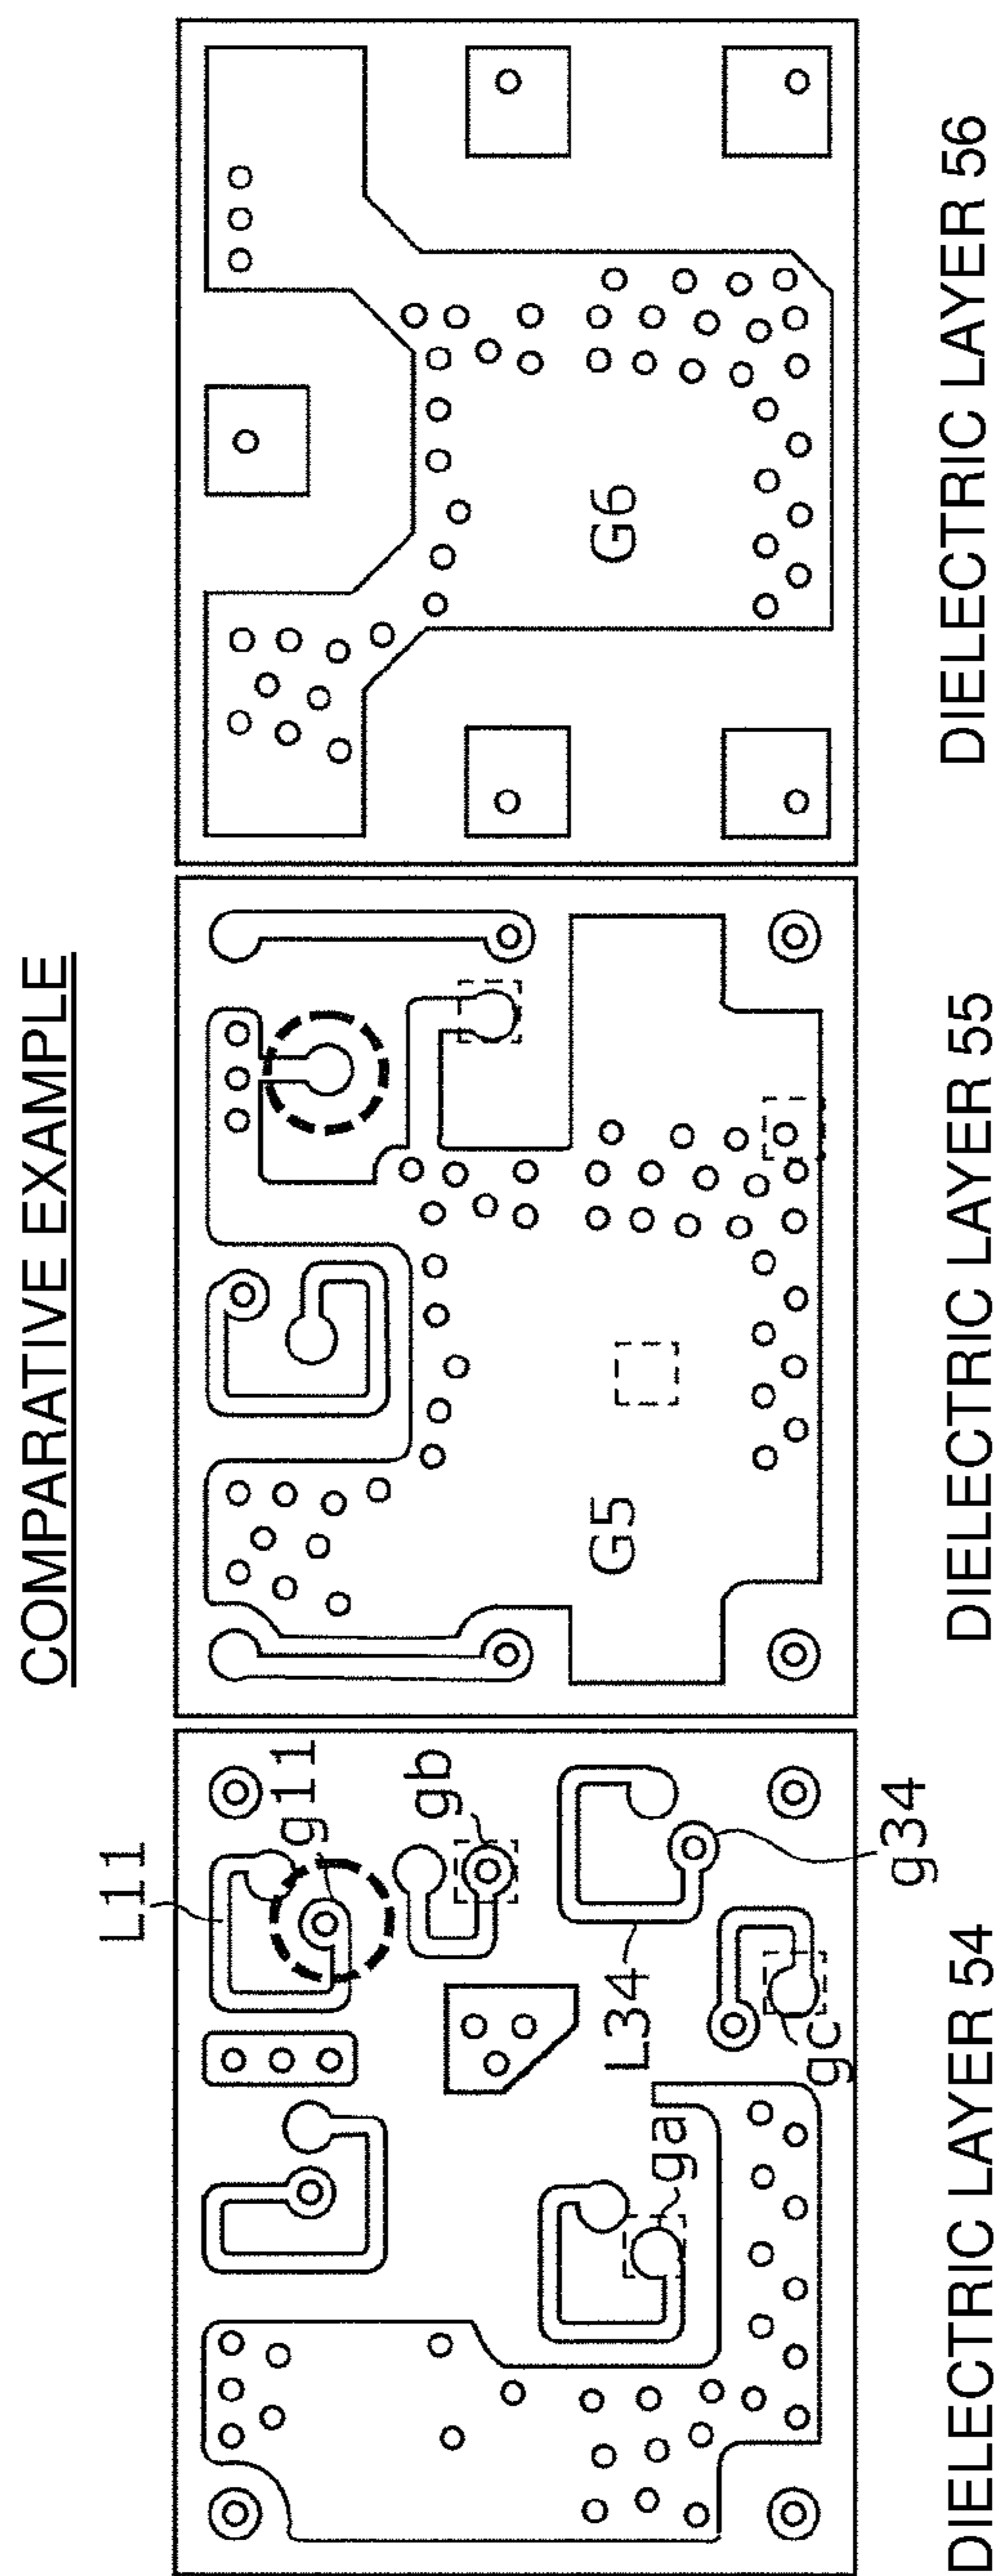 COMPARATIVE EXAMPLE
L11
g11
gb
L34
g34
ga
gc
DIELECTRIC LAYER 54
G5
DIELECTRIC LAYER 55
G6
DIELECTRIC LAYER 56